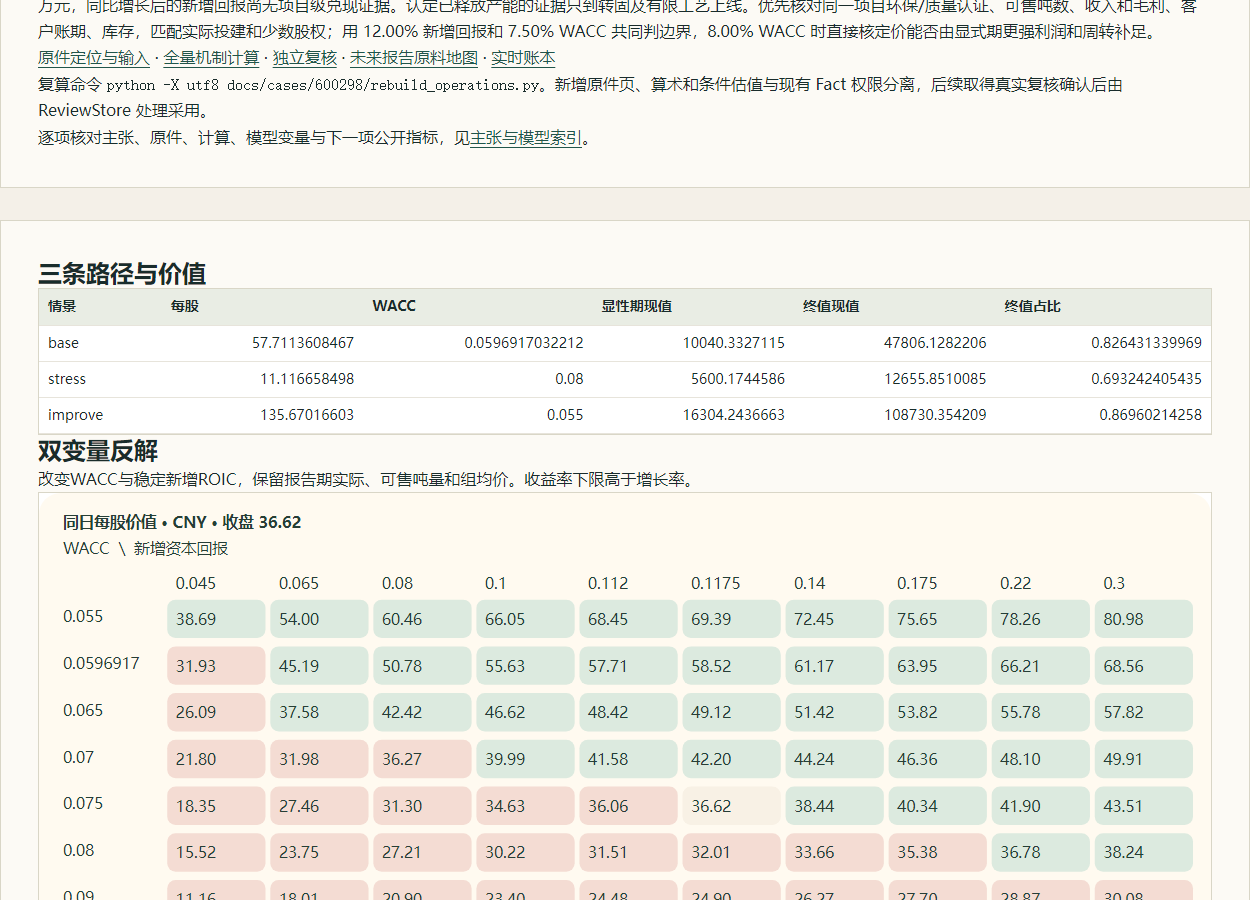 万元，同比增长后的新增回报尚无项目级兑现证据。认定已释放产能的证据只到转固及有限工艺上线。优先核对同一项目环保/质量认证、可售吨数、收入和毛利、客
户账期、库存，匹配实际投建和少数股权；用 12.00% 新增回报和 7.50% WACC 共同判边界，8.00% WACC 时直接核定价能否由显式期更强利润和周转补足。
原件定位与输入 · 全量机制计算 · 独立复核 · 未来报告原料地图 · 实时账本
复算命令 python -X utf8 docs/cases/600298/rebuild_operations.py。新增原件页、算术和条件估值与现有 Fact 权限分离，后续取得真实复核确认后由
ReviewStore 处理采用。
逐项核对主张、原件、计算、模型变量与下一项公开指标，见主张与模型索引。
三条路径与价值
情景 每股 WACC 显性期现值 终值现值 终值占比
base 57.7113608467 0.0596917032212 10040.3327115 47806.1282206 0.826431339969
stress 11.116658498 0.08 5600.1744586 12655.8510085 0.693242405435
improve 135.67016603 0.055 16304.2436663 108730.354209 0.86960214258
双变量反解
改变WACC与稳定新增ROIC，保留报告期实际、可售吨量和组均价。收益率下限高于增长率。
同日每股价值 • CNY • 收盘 36.62
WACC \ 新增资本回报
0.045 0.065 0.08 0.1 0.112 0.1175 0.14 0.175 0.22 0.3
0.055 38.69 54.00 60.46 66.05 68.45 69.39 72.45 75.65 78.26 80.98
0.0596917 31.93 45.19 50.78 55.63 57.71 58.52 61.17 63.95 66.21 68.56
0.065 26.09 37.58 42.42 46.62 48.42 49.12 51.42 53.82 55.78 57.82
0.07 21.80 31.98 36.27 39.99 41.58 42.20 44.24 46.36 48.10 49.91
0.075 18.35 27.46 31.30 34.63 36.06 36.62 38.44 40.34 41.90 43.51
0.08 15.52 23.75 27.21 30.22 31.51 32.01 33.66 35.38 36.78 38.24
0.09 11.16 18.01 20.90 23.40 24.48 24.90 26.27 27.70 28.87 30.08